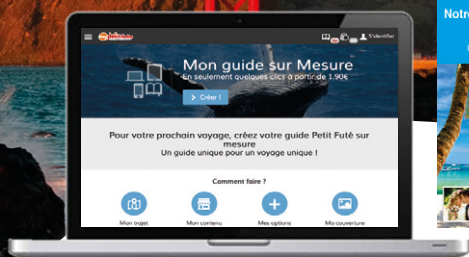 Notre
S'identifier
Mon guide sur Mesure
En seulement quelques clics à partir de 1.90€
> Créer !
Pour votre prochain voyage, créez votre guide Petit Futé sur
mesure
Un guide unique pour un voyage unique !
Comment faire ?
Mon trajet
Mon contenu
Mes options
Ma couverture